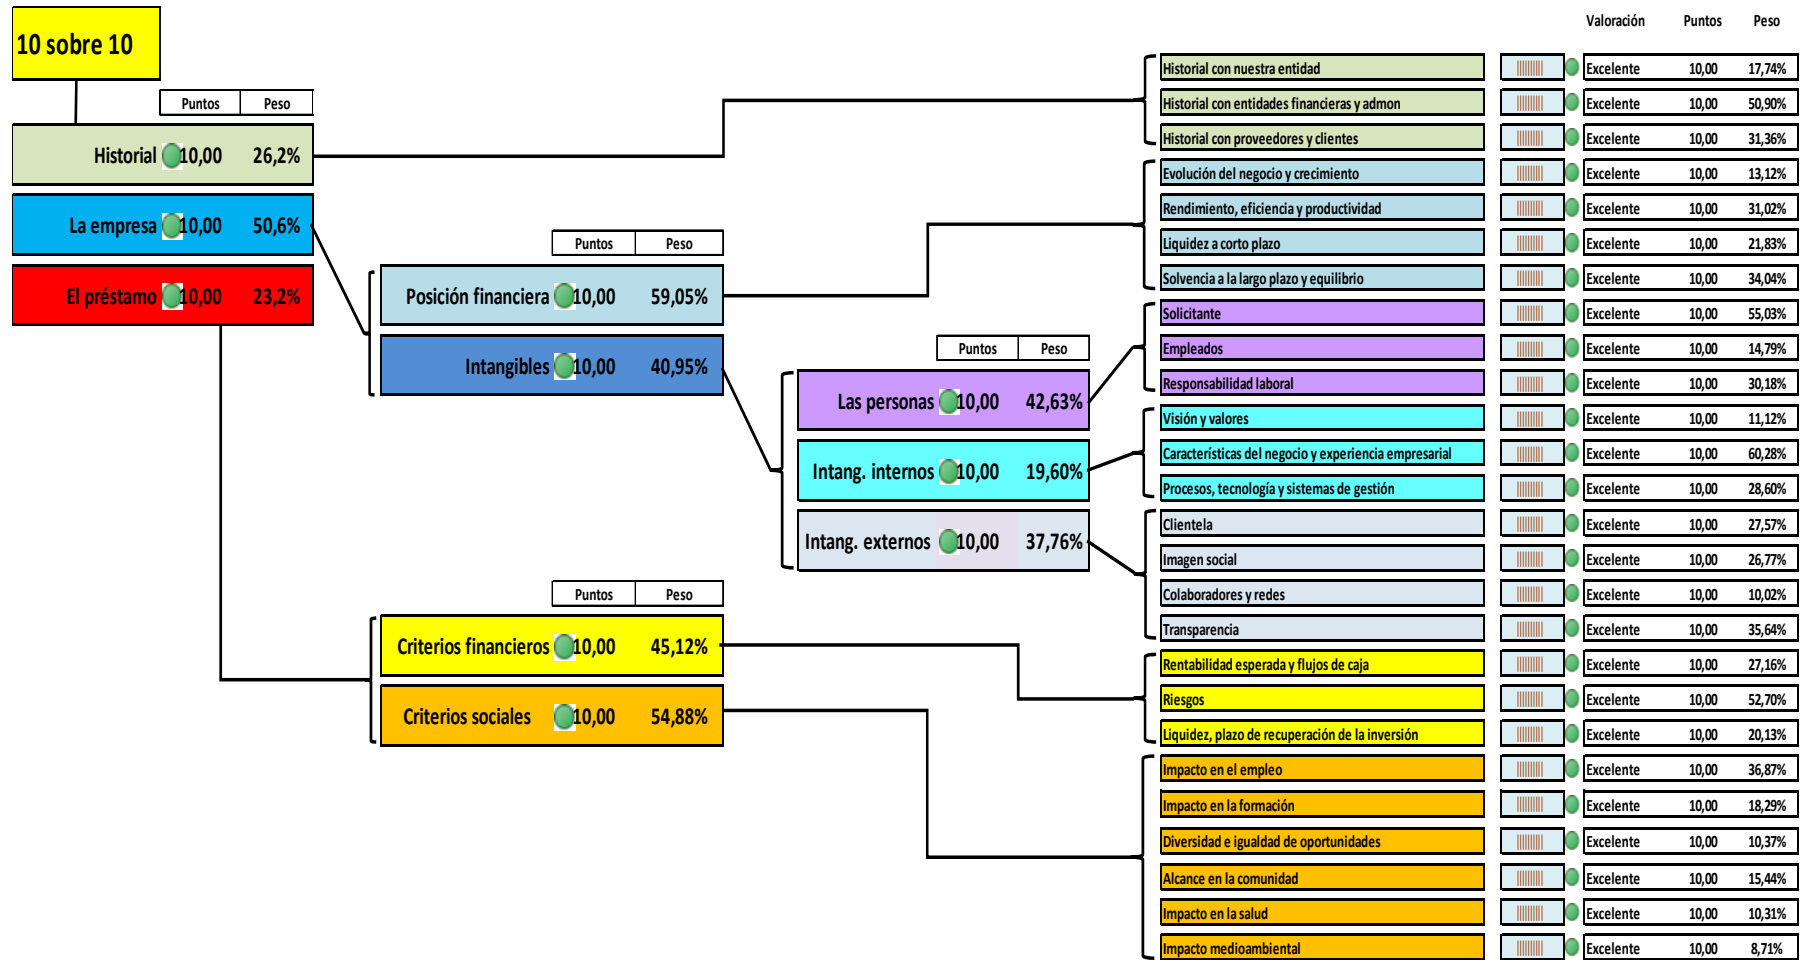 10 sobre 10
Puntos Peso
Historial 10,00 26,2%
La empresa 10,00 50,6%
El préstamo 10,00 23,2%
Puntos Peso
Posición financiera 10,00 59,05%
Intangibles 10,00 40,95%
Puntos Peso
Las personas 10,00 42,63%
Intang. internos 10,00 19,60%
Intang. externos 10,00 37,76%
Puntos Peso
Criterios financieros 10,00 45,12%
Criterios sociales 10,00 54,88%
Valoración Puntos Peso
Historial con nuestra entidad Excelente 10,00 17,74%
Historial con entidades financieras y admon Excelente 10,00 50,90%
Historial con proveedores y clientes Excelente 10,00 31,36%
Evolución del negocio y crecimiento Excelente 10,00 13,12%
Rendimiento, eficiencia y productividad Excelente 10,00 31,02%
Liquidez a corto plazo Excelente 10,00 21,83%
Solvencia a la largo plazo y equilibrio Excelente 10,00 34,04%
Solicitante Excelente 10,00 55,03%
Empleados Excelente 10,00 14,79%
Responsabilidad laboral Excelente 10,00 30,18%
Visión y valores Excelente 10,00 11,12%
Características del negocio y experiencia empresarial Excelente 10,00 60,28%
Procesos, tecnología y sistemas de gestión Excelente 10,00 28,60%
Clientela Excelente 10,00 27,57%
Imagen social Excelente 10,00 26,77%
Colaboradores y redes Excelente 10,00 10,02%
Transparencia Excelente 10,00 35,64%
Rentabilidad esperada y flujos de caja Excelente 10,00 27,16%
Riesgos Excelente 10,00 52,70%
Liquidez, plazo de recuperación de la inversión Excelente 10,00 20,13%
Impacto en el empleo Excelente 10,00 36,87%
Impacto en la formación Excelente 10,00 18,29%
Diversidad e igualdad de oportunidades Excelente 10,00 10,37%
Alcance en la comunidad Excelente 10,00 15,44%
Impacto en la salud Excelente 10,00 10,31%
Impacto medioambiental Excelente 10,00 8,71%